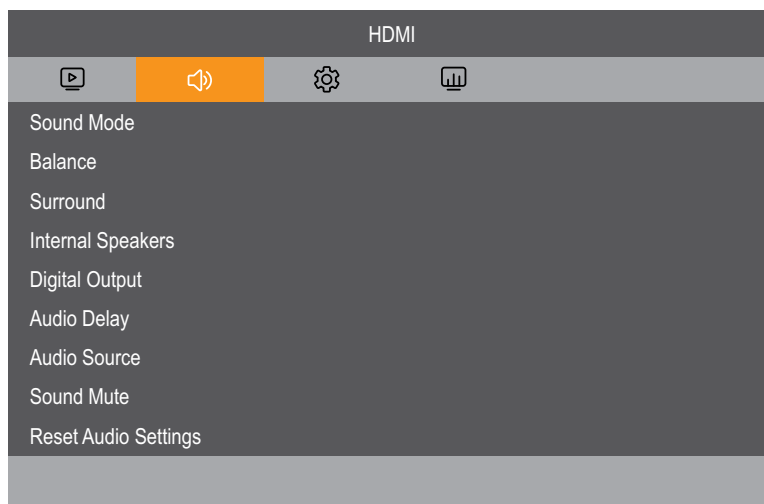 HDMI
Sound Mode
Balance
Surround
Internal Speakers
Digital Output
Audio Delay
Audio Source
Sound Mute
Reset Audio Settings